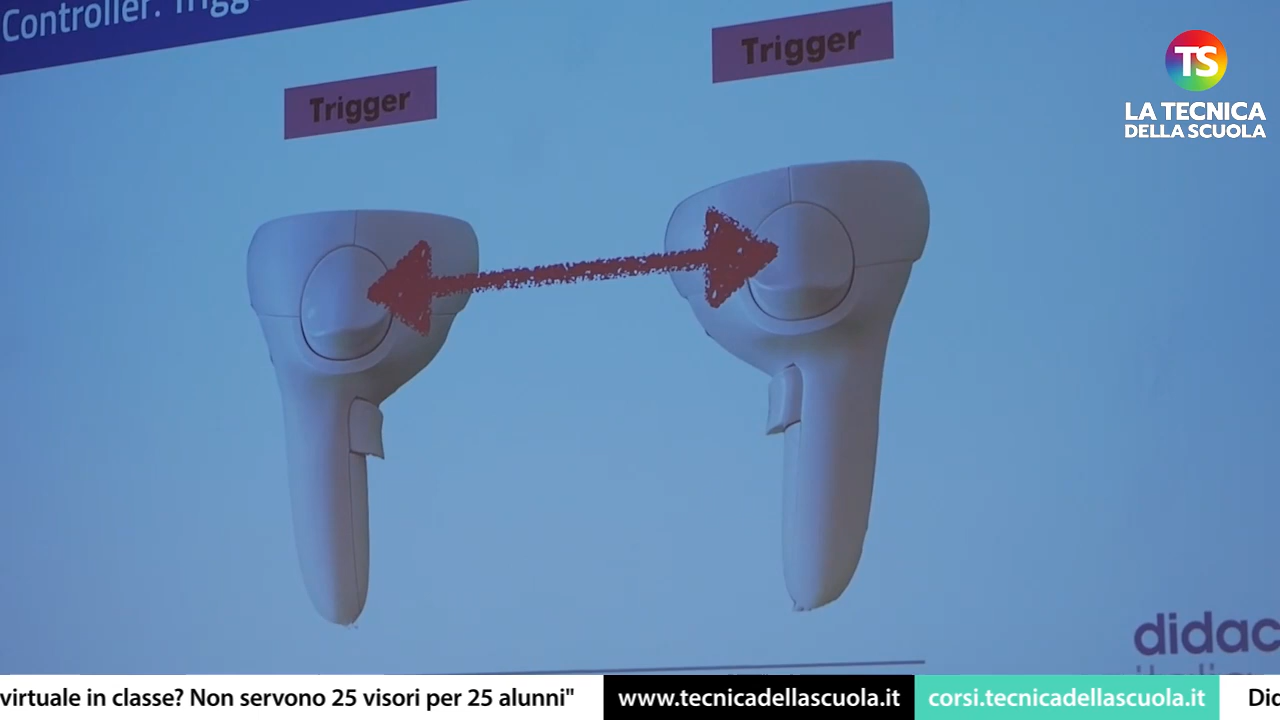 Controller: Trigg
Trigger
Trigger
TS
LA TECNICA
DELLA SCUOLA
didac
virtuale in classe? Non servono 25 visori per 25 alunni"
www.tecnicadellascuola.it
corsi.tecnicadellascuola.it
Did